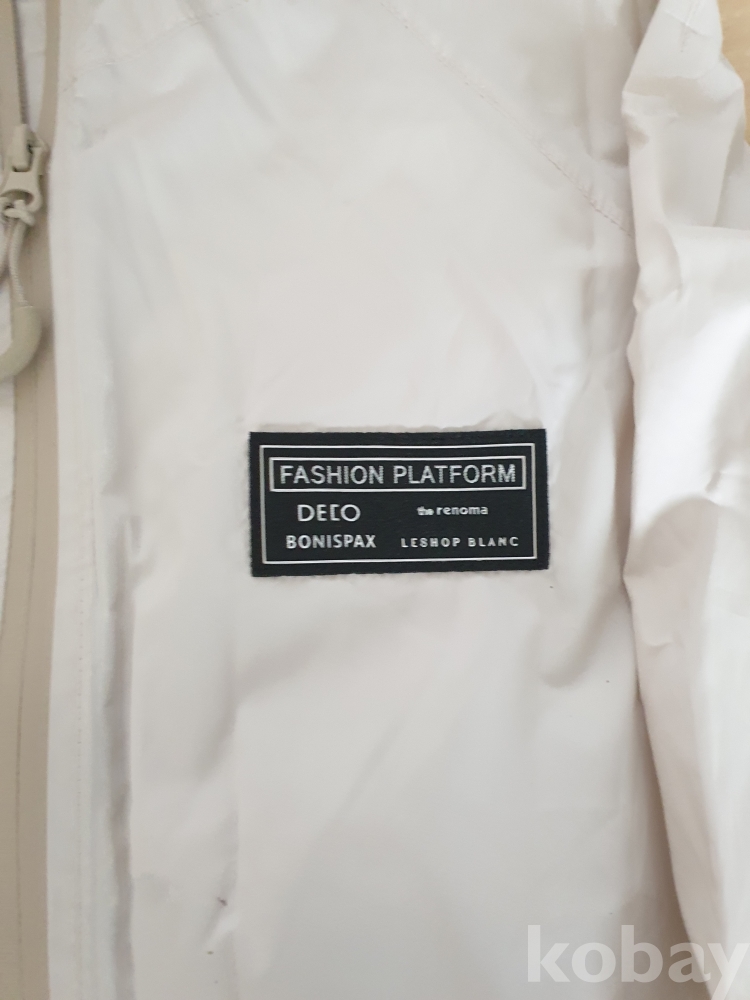 FASHION PLATFORM
DECO the renoma
BONISPAX LESHOP BLANC
kobay